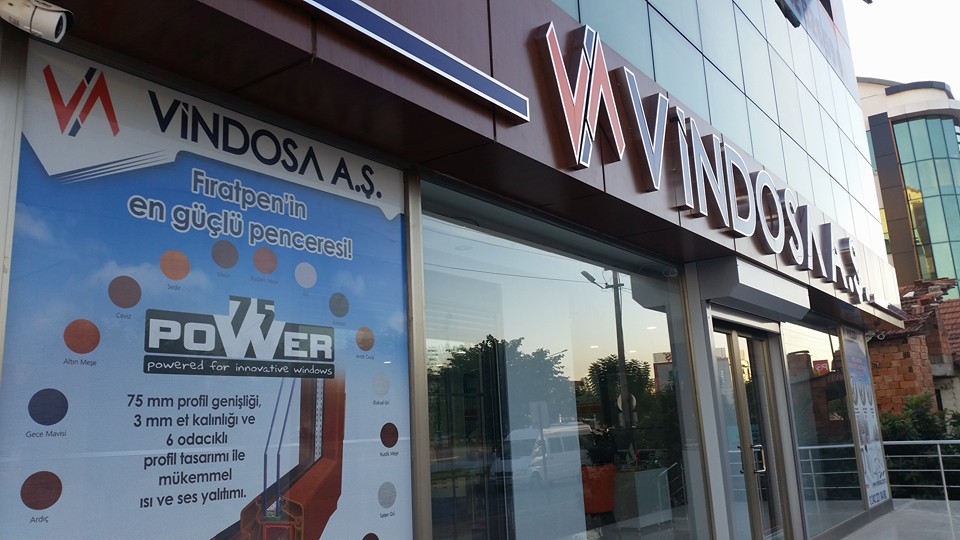 VİNDOSA A.Ş.
Fıratpen'in
en güçlü penceresi!
Sedir
Ceviz
Altın Meşe
Gece Mavisi
Ardıç
75
POWER
powered for innovative windows
75 mm profil genişliği,
3 mm et kalınlığı ve
6 odacıklı
profil tasarımı ile
mükemmel
ısı ve ses yalıtımı.
VİNDOSA A.Ş.